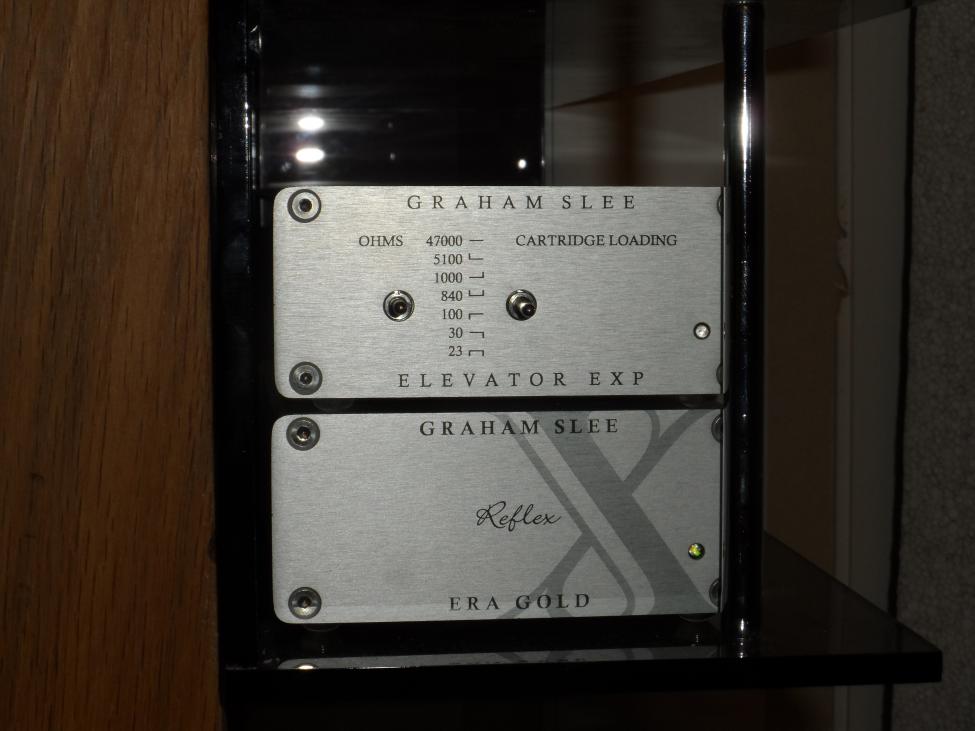 GRAHAM SLEE
OHMS 47000 CARTRIDGE LOADING
5100
1000
840
100
30
23
ELEVATOR EXP
GRAHAM SLEE
Reflex
ERA GOLD